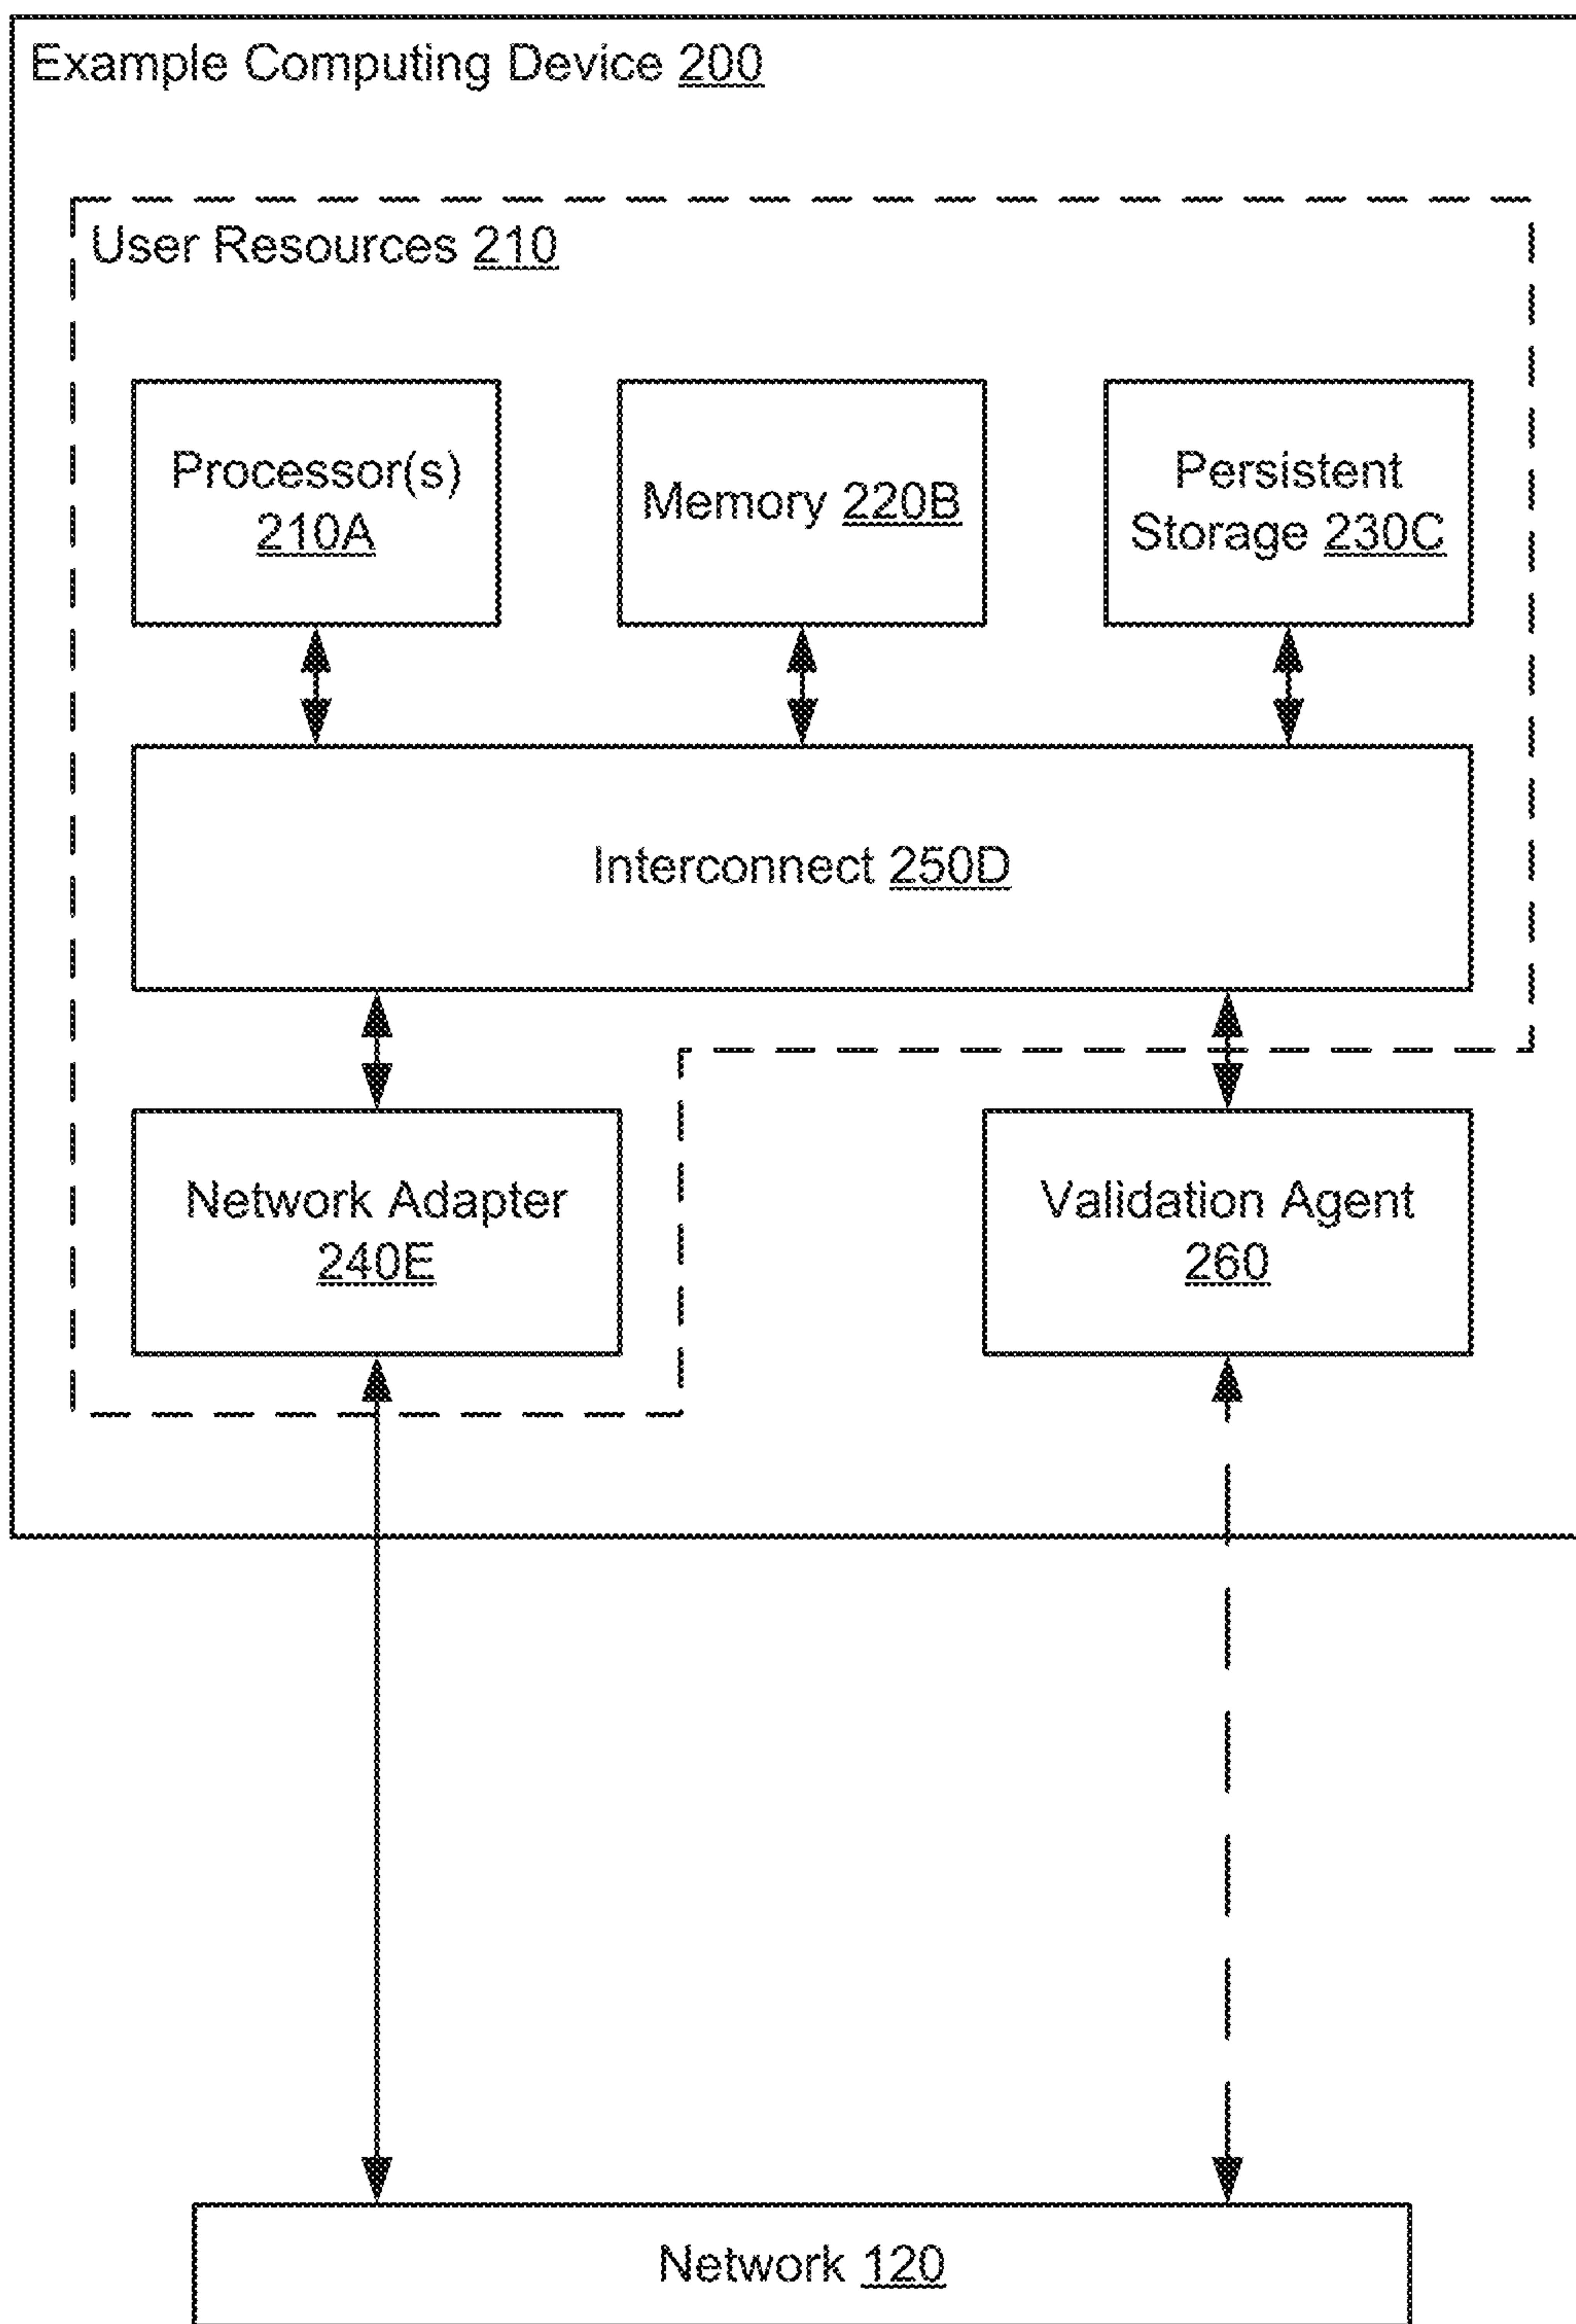 Example Computing Device 200
User Resources 210
Processor(s)
210A
Memory 220B
Persistent
Storage 230C
Interconnect 250D
Network Adapter
240E
Validation Agent
260
Network 120